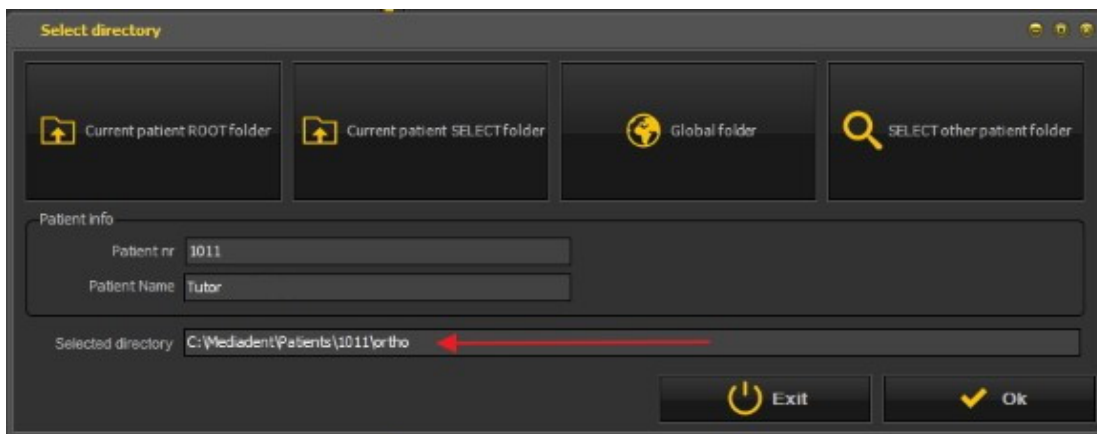 Select directory
Current patient ROOT folder
Current patient SELECT folder
Global folder
SELECT other patient folder
Patient info
Patient nr 1011
Patient Name Tutor
Selected directory C:\Mediadent\Patients\1011\ortho
Exit
Ok